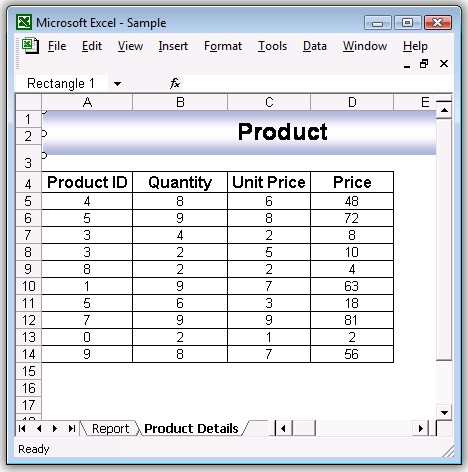 Microsoft Excel - Sample
File Edit View Insert Format Tools Data Window Help
Rectangle 1 fx
A B C D E
1
2 Product
3
4 Product ID Quantity Unit Price Price
5 4 8 6 48
6 5 9 8 72
7 3 4 2 8
8 3 2 5 10
9 8 2 2 4
10 1 9 7 63
11 5 6 3 18
12 7 9 9 81
13 0 2 1 2
14 9 8 7 56
15
16
17
Report Product Details
Ready